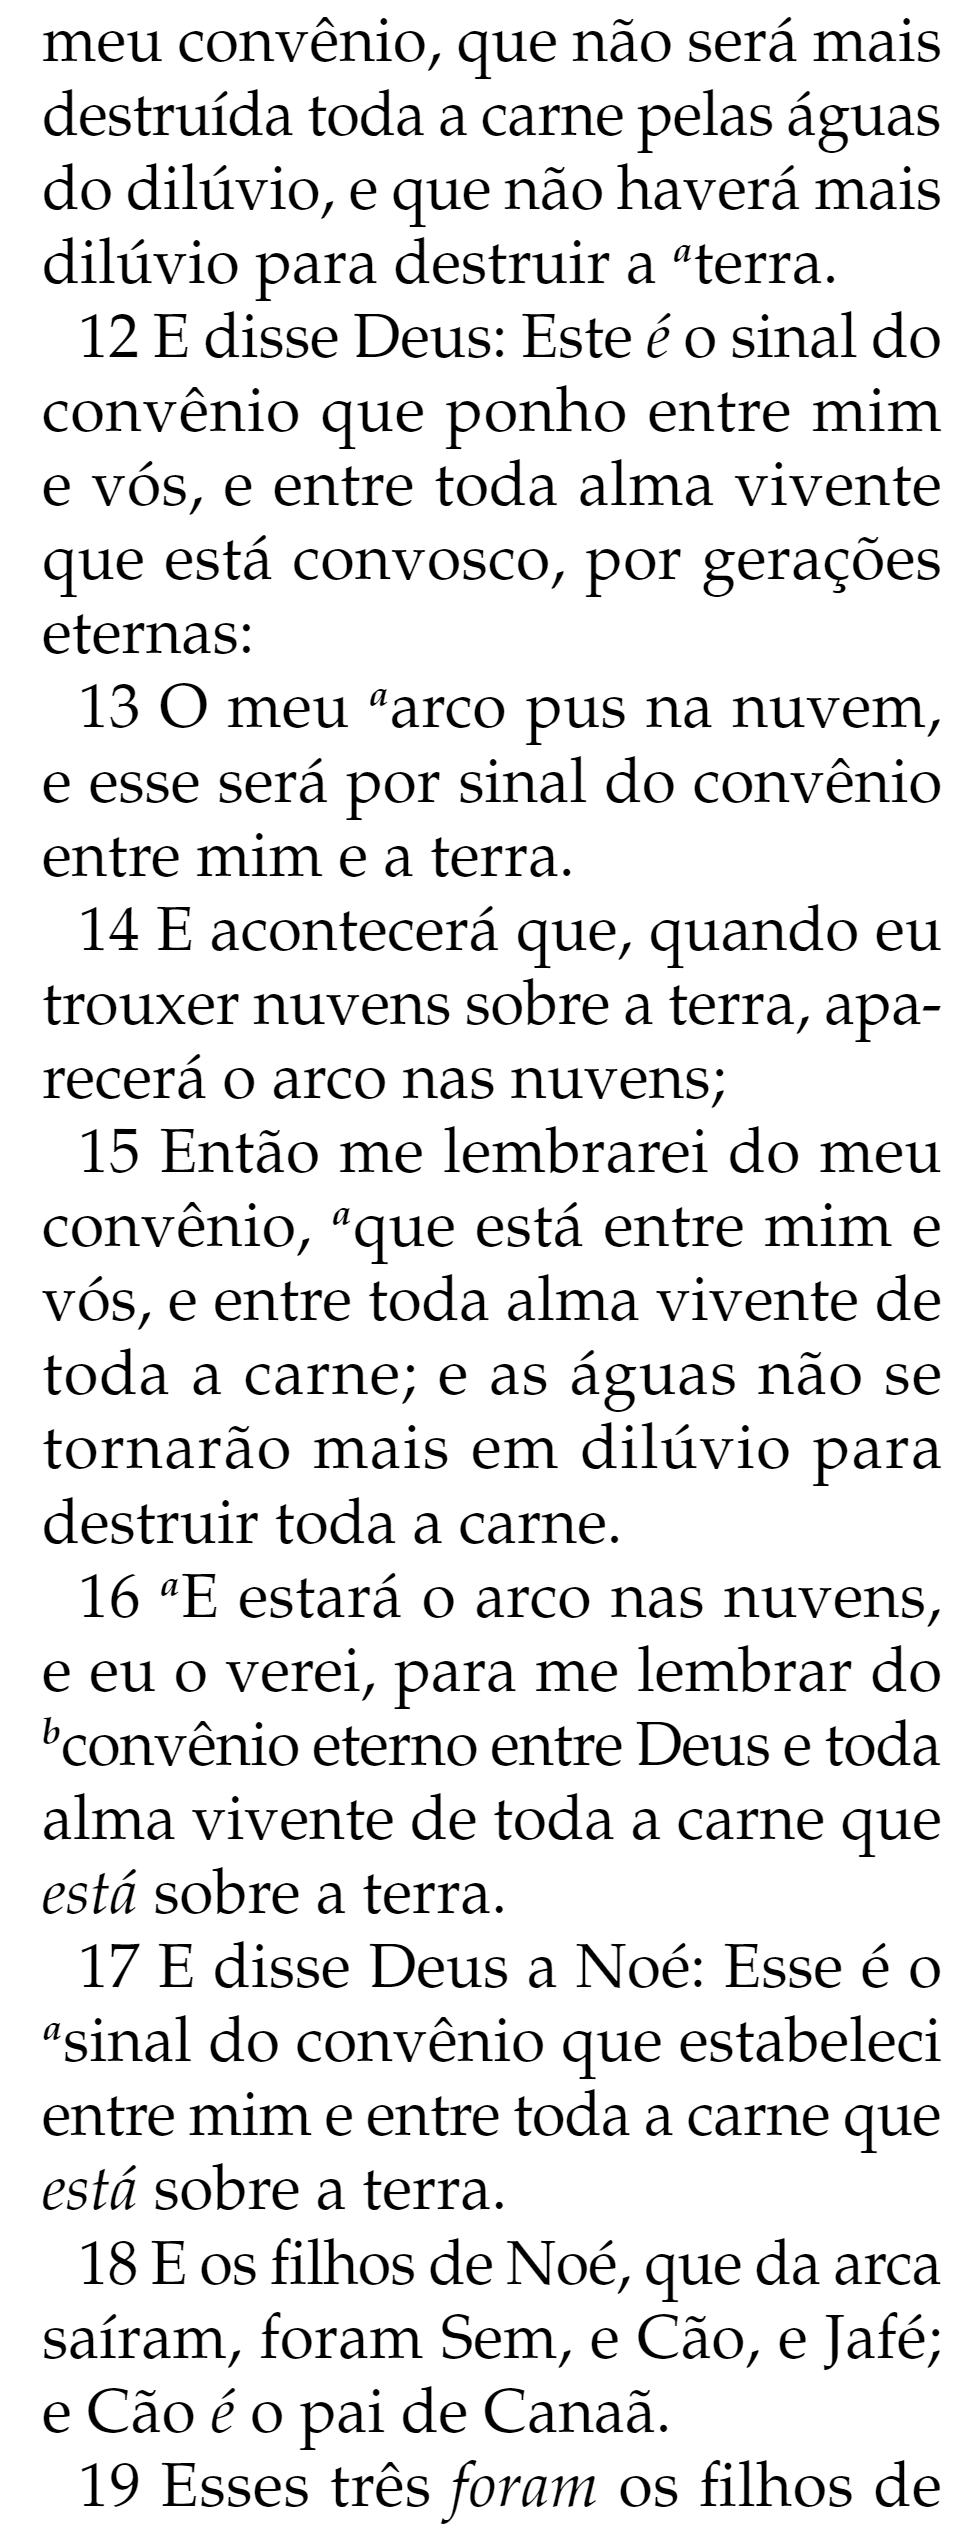 meu convênio, que não será mais
destruída toda a carne pelas águas
do dilúvio, e que não haverá mais
dilúvio para destruir a aterra.
12 E disse Deus: Este é o sinal do
convênio que ponho entre mim
e vós, e entre toda alma vivente
que está convosco, por gerações
eternas:
13 O meu aarco pus na nuvem,
e esse será por sinal do convênio
entre mim e a terra.
14 E acontecerá que, quando eu
trouxer nuvens sobre a terra, apa-
recerá o arco nas nuvens;
15 Então me lembrarei do meu
convênio, aque está entre mim e
vós, e entre toda alma vivente de
toda a carne; e as águas não se
tornarão mais em dilúvio para
destruir toda a carne.
16 aE estará o arco nas nuvens,
e eu o verei, para me lembrar do
bconvênio eterno entre Deus e toda
alma vivente de toda a carne que
está sobre a terra.
17 E disse Deus a Noé: Esse é o
asinal do convênio que estabeleci
entre mim e entre toda a carne que
está sobre a terra.
18 E os filhos de Noé, que da arca
saíram, foram Sem, e Cão, e Jafé;
e Cão é o pai de Canaã.
19 Esses três foram os filhos de